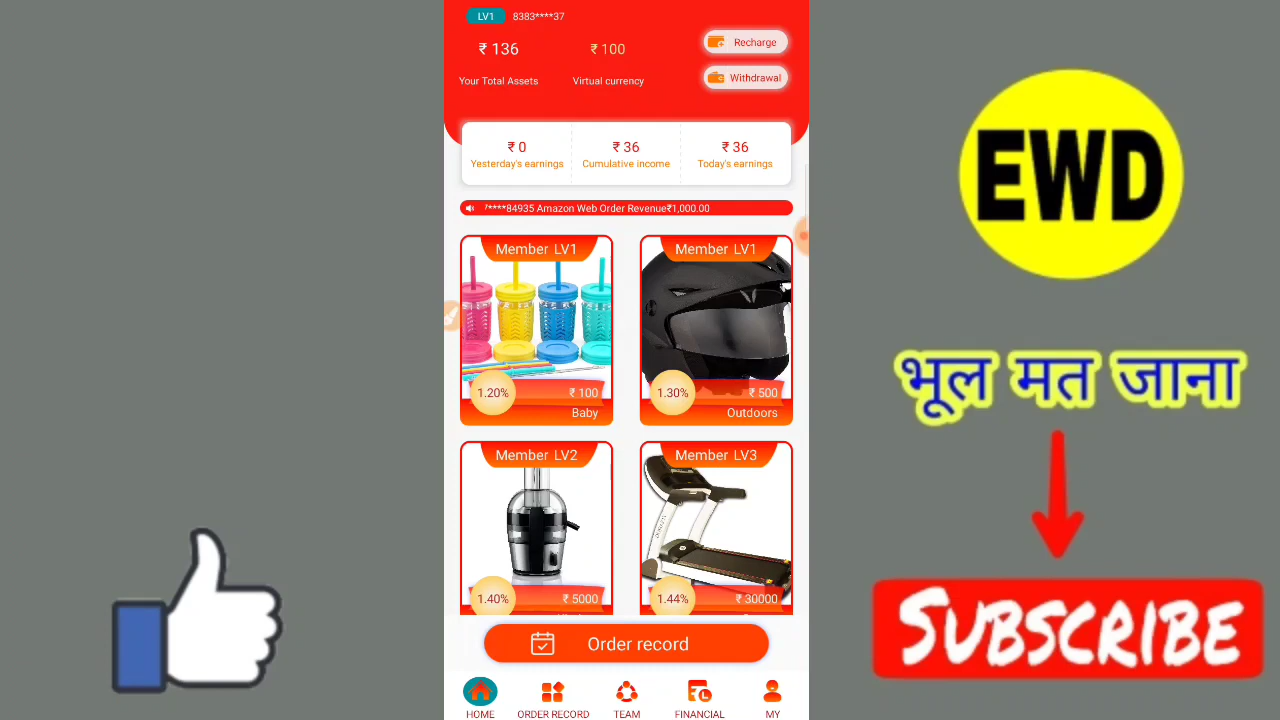 LV1 8383****37
₹ 136 ₹ 100 Recharge
Your Total Assets Virtual currency Withdrawal
₹ 0 ₹ 36 ₹ 36
Yesterday's earnings Cumulative income Today's earnings
****84935 Amazon Web Order Revenue₹1,000.00
Member LV1 Member LV1
1.20% ₹ 100 1.30% ₹ 500
Baby Outdoors
Member LV2 Member LV3
1.40% ₹ 5000 1.44% ₹ 30000
Order record
HOME ORDER RECORD TEAM FINANCIAL MY
EWD
भूल मत जाना
SUBSCRIBE